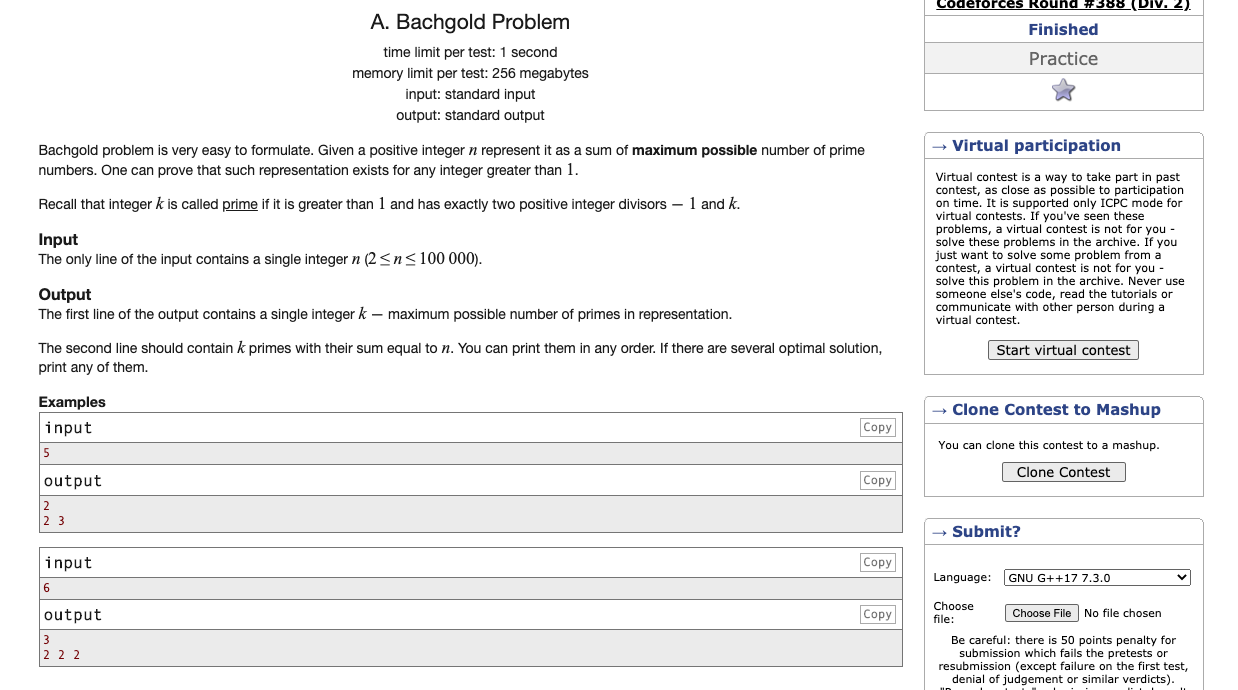 A. Bachgold Problem
time limit per test: 1 second
memory limit per test: 256 megabytes
input: standard input
output: standard output
Bachgold problem is very easy to formulate. Given a positive integer n represent it as a sum of maximum possible number of prime
numbers. One can prove that such representation exists for any integer greater than 1.
Recall that integer k is called prime if it is greater than 1 and has exactly two positive integer divisors — 1 and k.
Input
The only line of the input contains a single integer n (2 ≤ n ≤ 100 000).
Output
The first line of the output contains a single integer k — maximum possible number of primes in representation.
The second line should contain k primes with their sum equal to n. You can print them in any order. If there are several optimal solution,
print any of them.
Examples
input
Copy
5
output
Copy
2
2 3
input
Copy
6
output
Copy
3
2 2 2
Codeforces Round #388 (Div. 2)
Finished
Practice
→ Virtual participation
Virtual contest is a way to take part in past
contest, as close as possible to participation
on time. It is supported only ICPC mode for
virtual contests. If you've seen these
problems, a virtual contest is not for you -
solve these problems in the archive. If you
just want to solve some problem from a
contest, a virtual contest is not for you -
solve this problem in the archive. Never use
someone else's code, read the tutorials or
communicate with other person during a
virtual contest.
Start virtual contest
→ Clone Contest to Mashup
You can clone this contest to a mashup.
Clone Contest
→ Submit?
Language: GNU G++17 7.3.0
Choose
file:
Choose File No file chosen
Be careful: there is 50 points penalty for
submission which fails the pretests or
resubmission (except failure on the first test,
denial of judgement or similar verdicts).